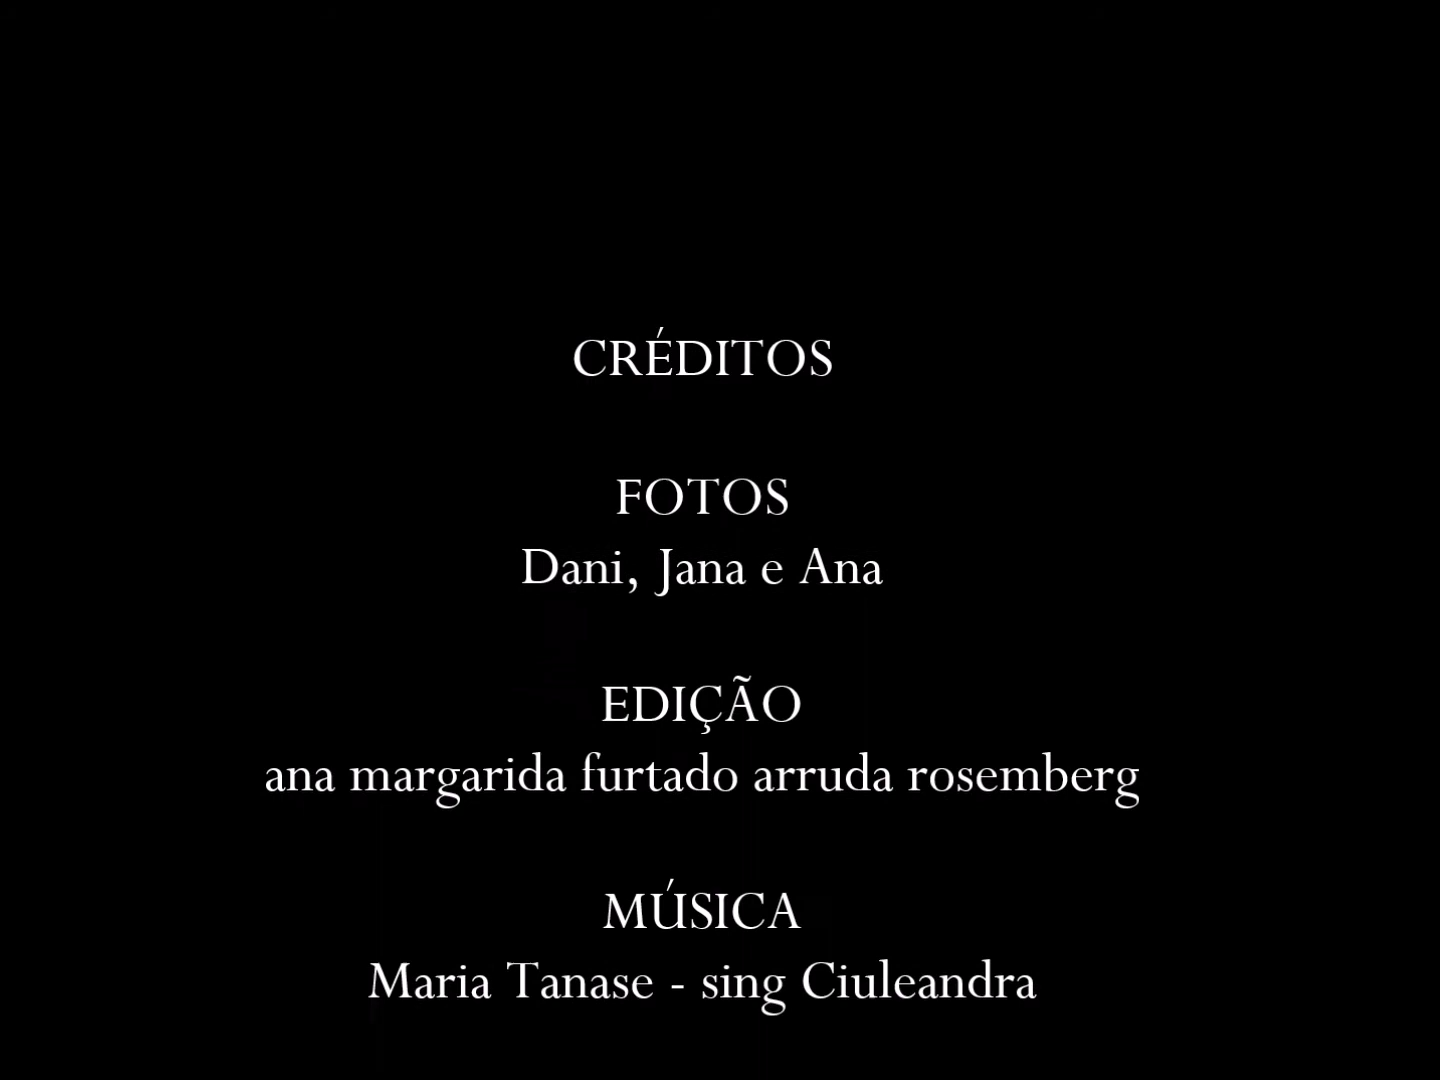 CRÉDITOS
FOTOS
Dani, Jana e Ana
EDIÇÃO
ana margarida furtado arruda rosemberg
MÚSICA
Maria Tanase - sing Ciuleandra